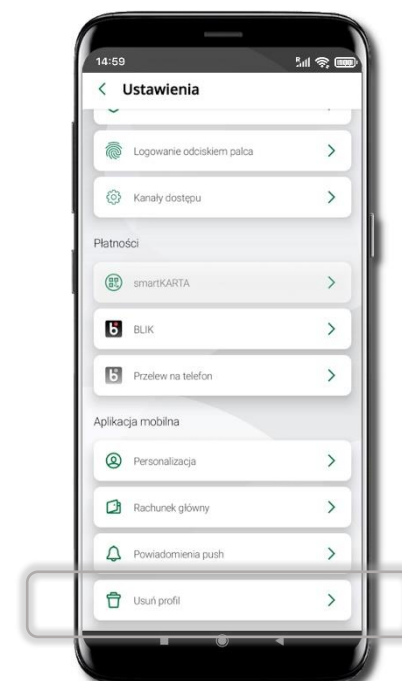 14:59
Ustawienia
Logowanie odciskiem palca
Kanały dostępu
Płatności
smartKARTA
BLIK
Przelew na telefon
Aplikacja mobilna
Personalizacja
Rachunek główny
Powiadomienia push
Usuń profil